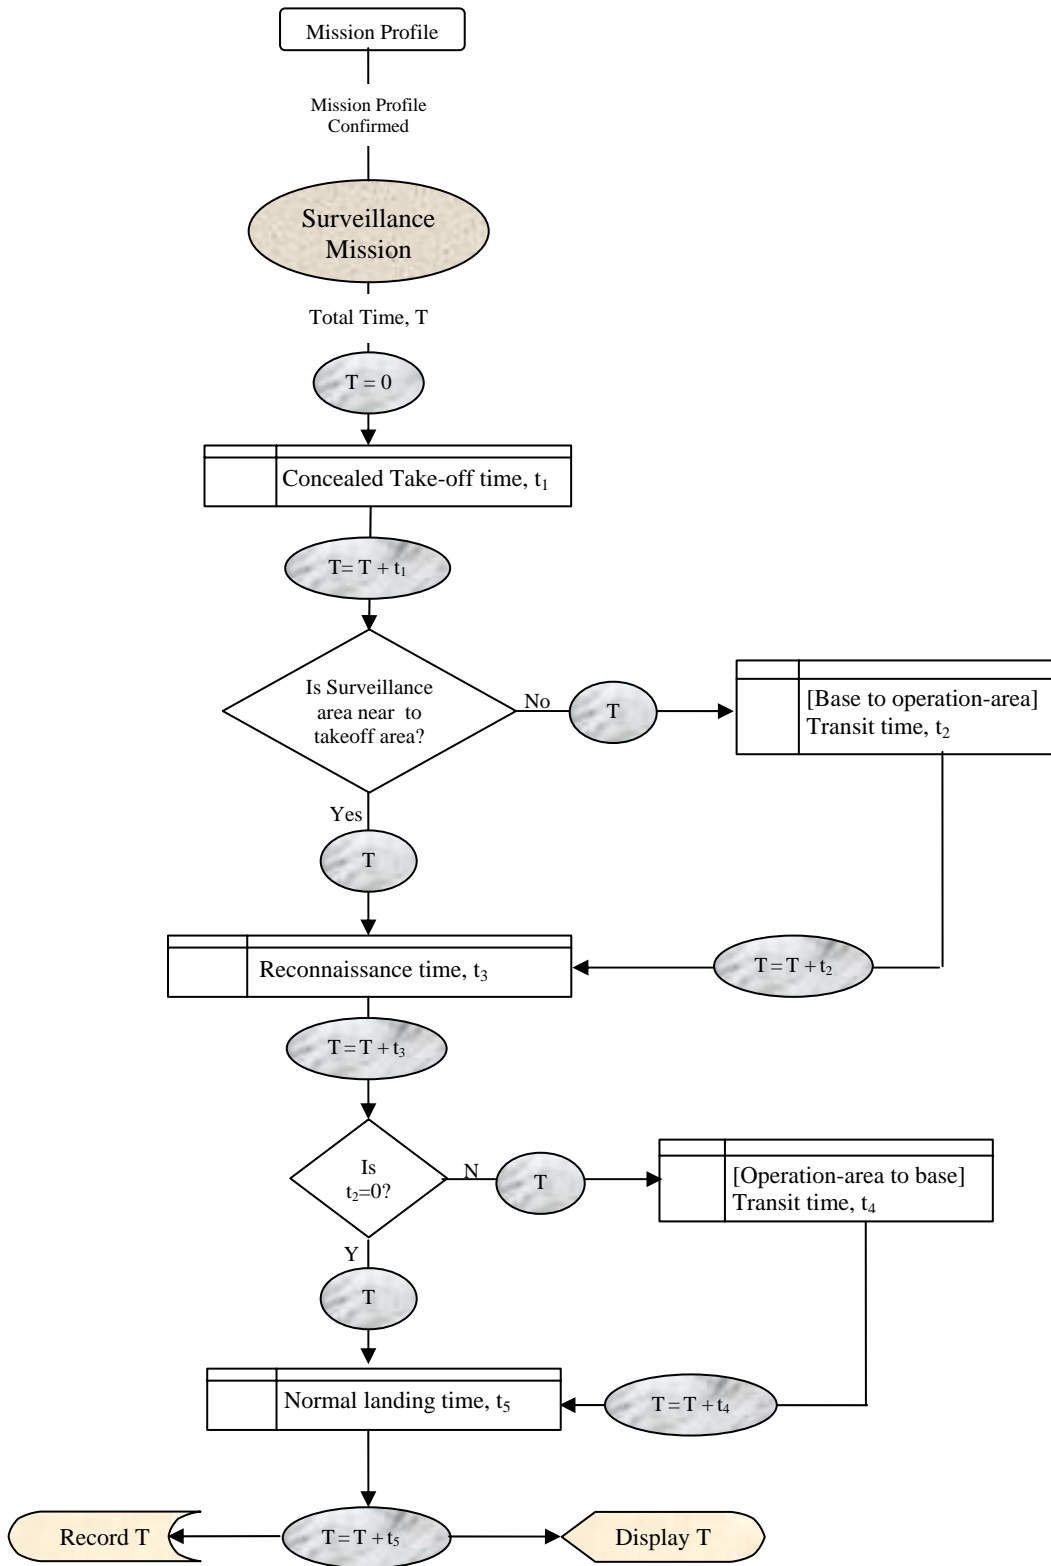 Mission Profile
Mission Profile
Confirmed
Surveillance
Mission
Total Time, T
T = 0
Concealed Take-off time, t₁
T= T + t₁
Is Surveillance
area near to
takeoff area?
No
T
[Base to operation-area]
Transit time, t₂
Yes
T
Reconnaissance time, t₃
T = T + t₂
T = T + t₃
Is
t₂=0?
N
T
[Operation-area to base]
Transit time, t₄
Y
T
Normal landing time, t₅
T = T + t₄
Record T
T = T + t₅
Display T